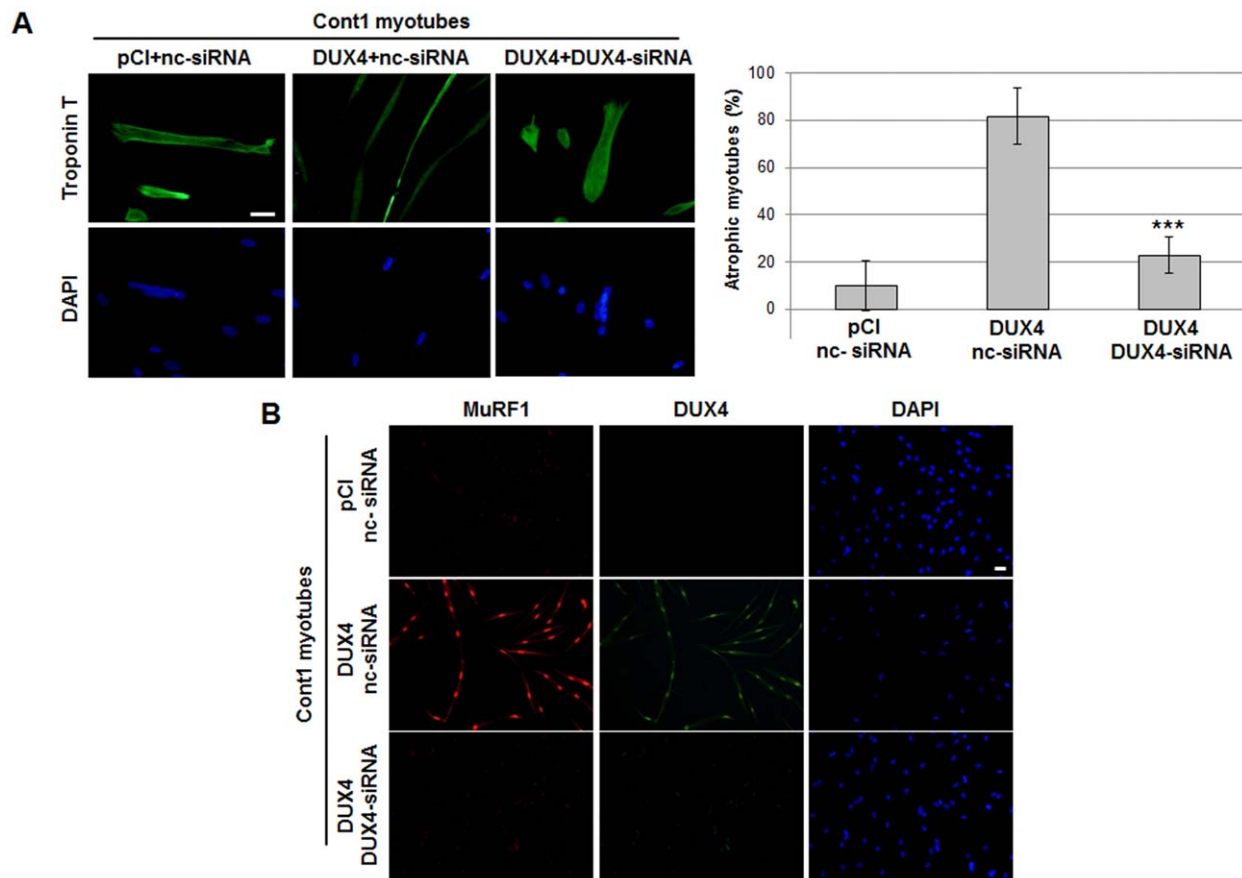 A
Cont1 myotubes
pCI+nc-siRNA DUX4+nc-siRNA DUX4+DUX4-siRNA
Troponin T
DAPI
Atrophic myotubes (%)
100
80
60
40
20
0
***
pCI DUX4 DUX4
nc- siRNA nc-siRNA DUX4-siRNA
B
MuRF1 DUX4 DAPI
Cont1 myotubes
pCI
nc- siRNA
DUX4
nc-siRNA
DUX4
DUX4-siRNA